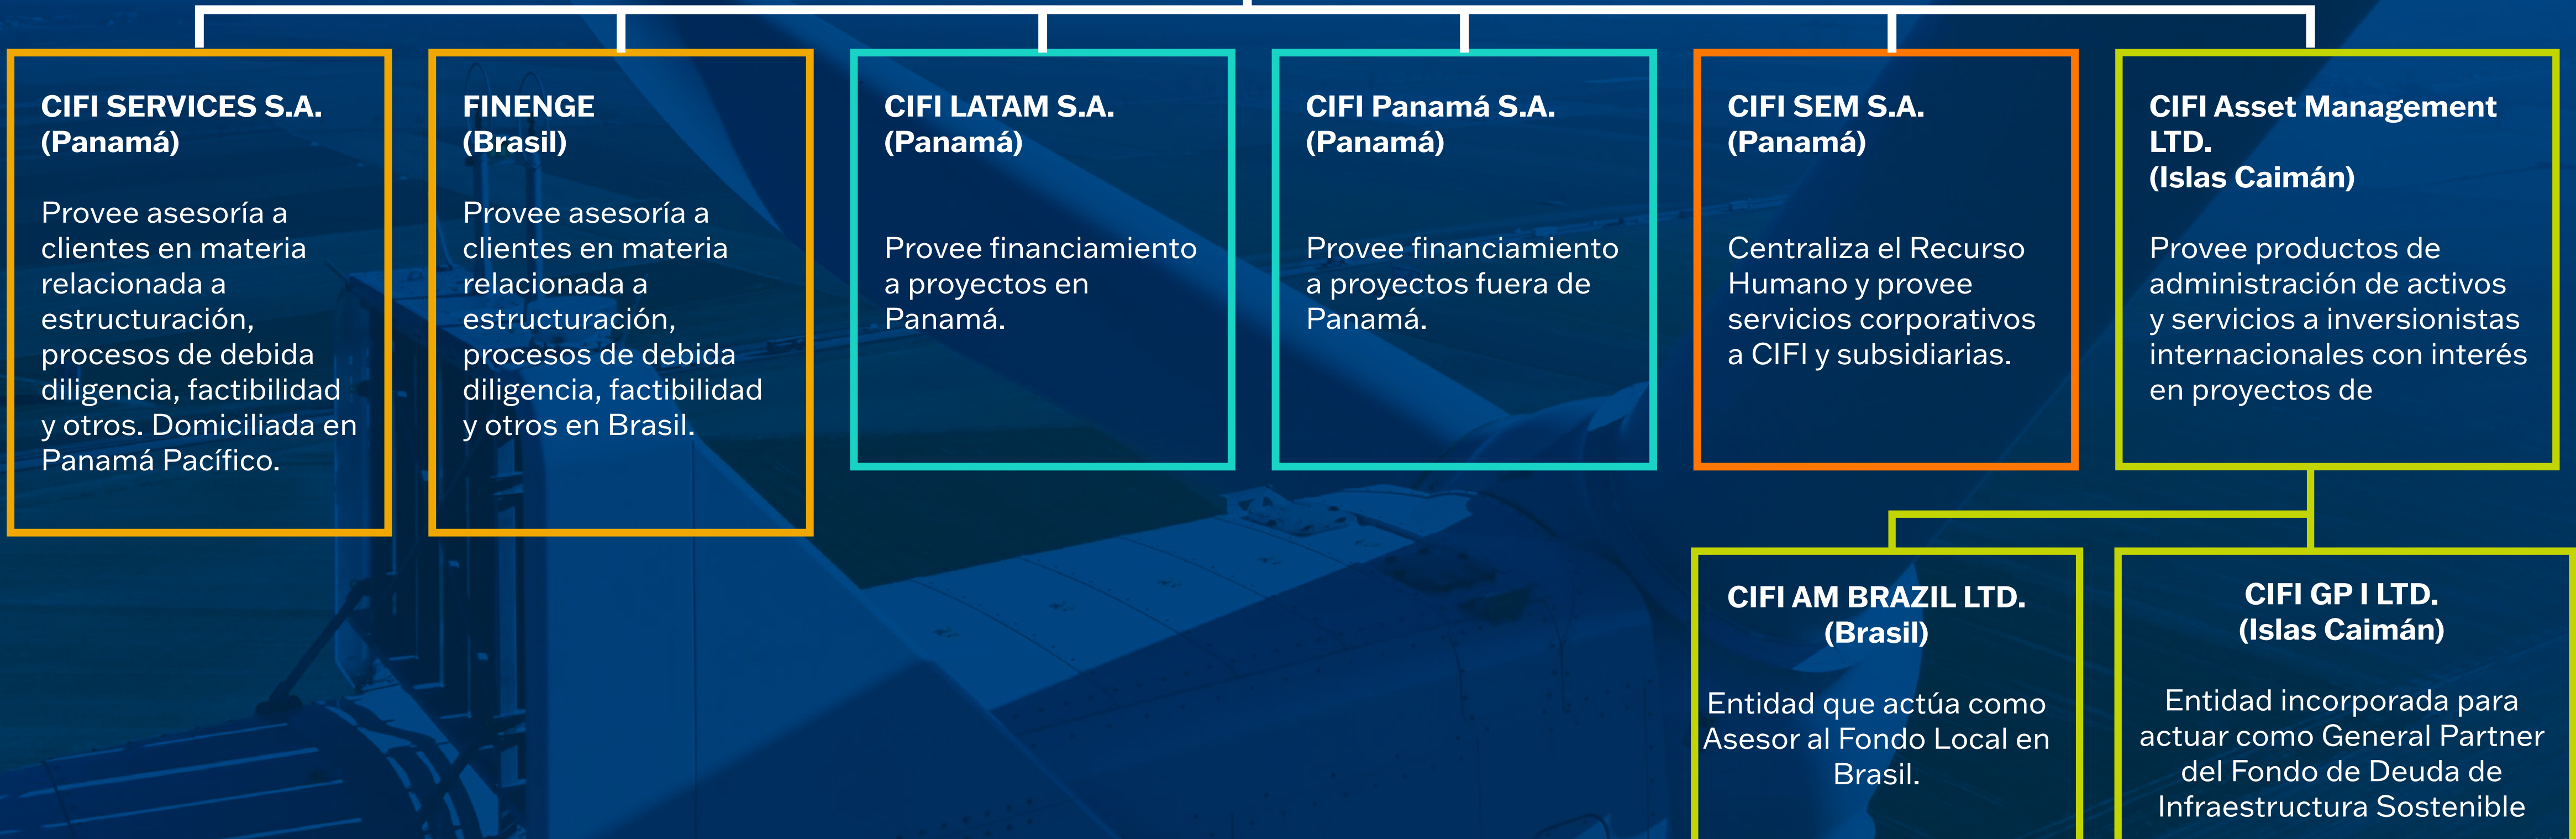 CIFI SERVICES S.A.
(Panamá)
Provee asesoría a
clientes en materia
relacionada a
estructuración,
procesos de debida
diligencia, factibilidad
y otros. Domiciliada en
Panamá Pacífico.
FINENGE
(Brasil)
Provee asesoría a
clientes en materia
relacionada a
estructuración,
procesos de debida
diligencia, factibilidad
y otros en Brasil.
CIFI LATAM S.A.
(Panamá)
Provee financiamiento
a proyectos en
Panamá.
CIFI Panamá S.A.
(Panamá)
Provee financiamiento
a proyectos fuera de
Panamá.
CIFI SEM S.A.
(Panamá)
Centraliza el Recurso
Humano y provee
servicios corporativos
a CIFI y subsidiarias.
CIFI Asset Management
LTD.
(Islas Caimán)
Provee productos de
administración de activos
y servicios a inversionistas
internacionales con interés
en proyectos de
CIFI AM BRAZIL LTD.
(Brasil)
Entidad que actúa como
Asesor al Fondo Local en
Brasil.
CIFI GP I LTD.
(Islas Caimán)
Entidad incorporada para
actuar como General Partner
del Fondo de Deuda de
Infraestructura Sostenible